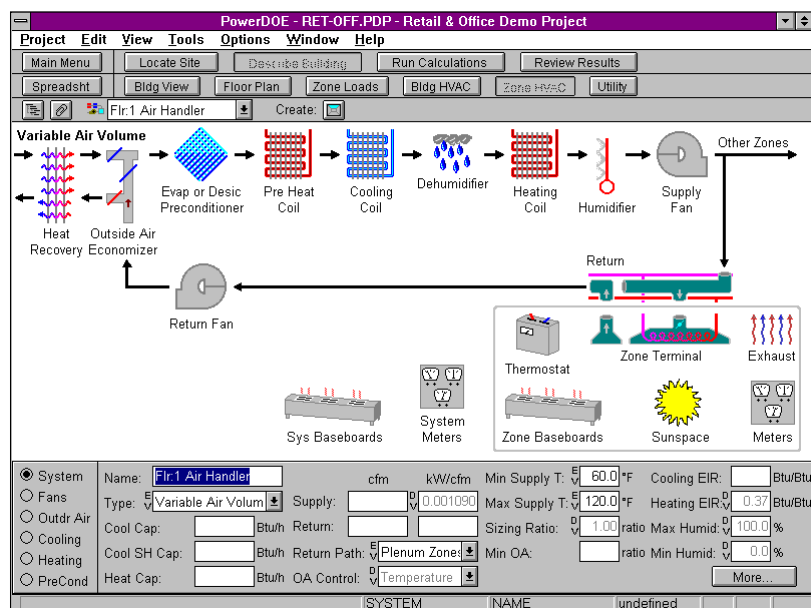 PowerDOE - RET-OFF.PDP - Retail & Office Demo Project
Project Edit View Tools Options Window Help
Main Menu Locate Site Describe Building Run Calculations Review Results
Spreadsht Bldg View Floor Plan Zone Loads Bldg HVAC Zone HVAC Utility
Flr:1 Air Handler Create:
Variable Air Volume
Other Zones
Evap or Desic
Preconditioner
Pre Heat
Coil
Cooling
Coil
Dehumidifier
Heating
Coil
Humidifier
Supply
Fan
Heat
Recovery
Outside Air
Economizer
Return
Return Fan
Thermostat
Zone Terminal
Exhaust
Sys Baseboards
System
Meters
Zone Baseboards
Sunspace
Meters
System
Fans
Outdr Air
Cooling
Heating
PreCond
Name: Flr:1 Air Handler cfm kW/cfm Min Supply T: E V 60.0 °F Cooling EIR: Btu/Btu
Type: E V Variable Air Volum Supply: D V 0.001090 Max Supply T: E V 120.0 °F Heating EIR: D V 0.37 Btu/Btu
Cool Cap: Btu/h Return: Sizing Ratio: D V 1.00 ratio Max Humid: D V 100.0 %
Cool SH Cap: Btu/h Return Path: E V Plenum Zones Min OA: ratio Min Humid: D V 0.0 %
Heat Cap: Btu/h OA Control: D V Temperature More...
SYSTEM NAME undefined